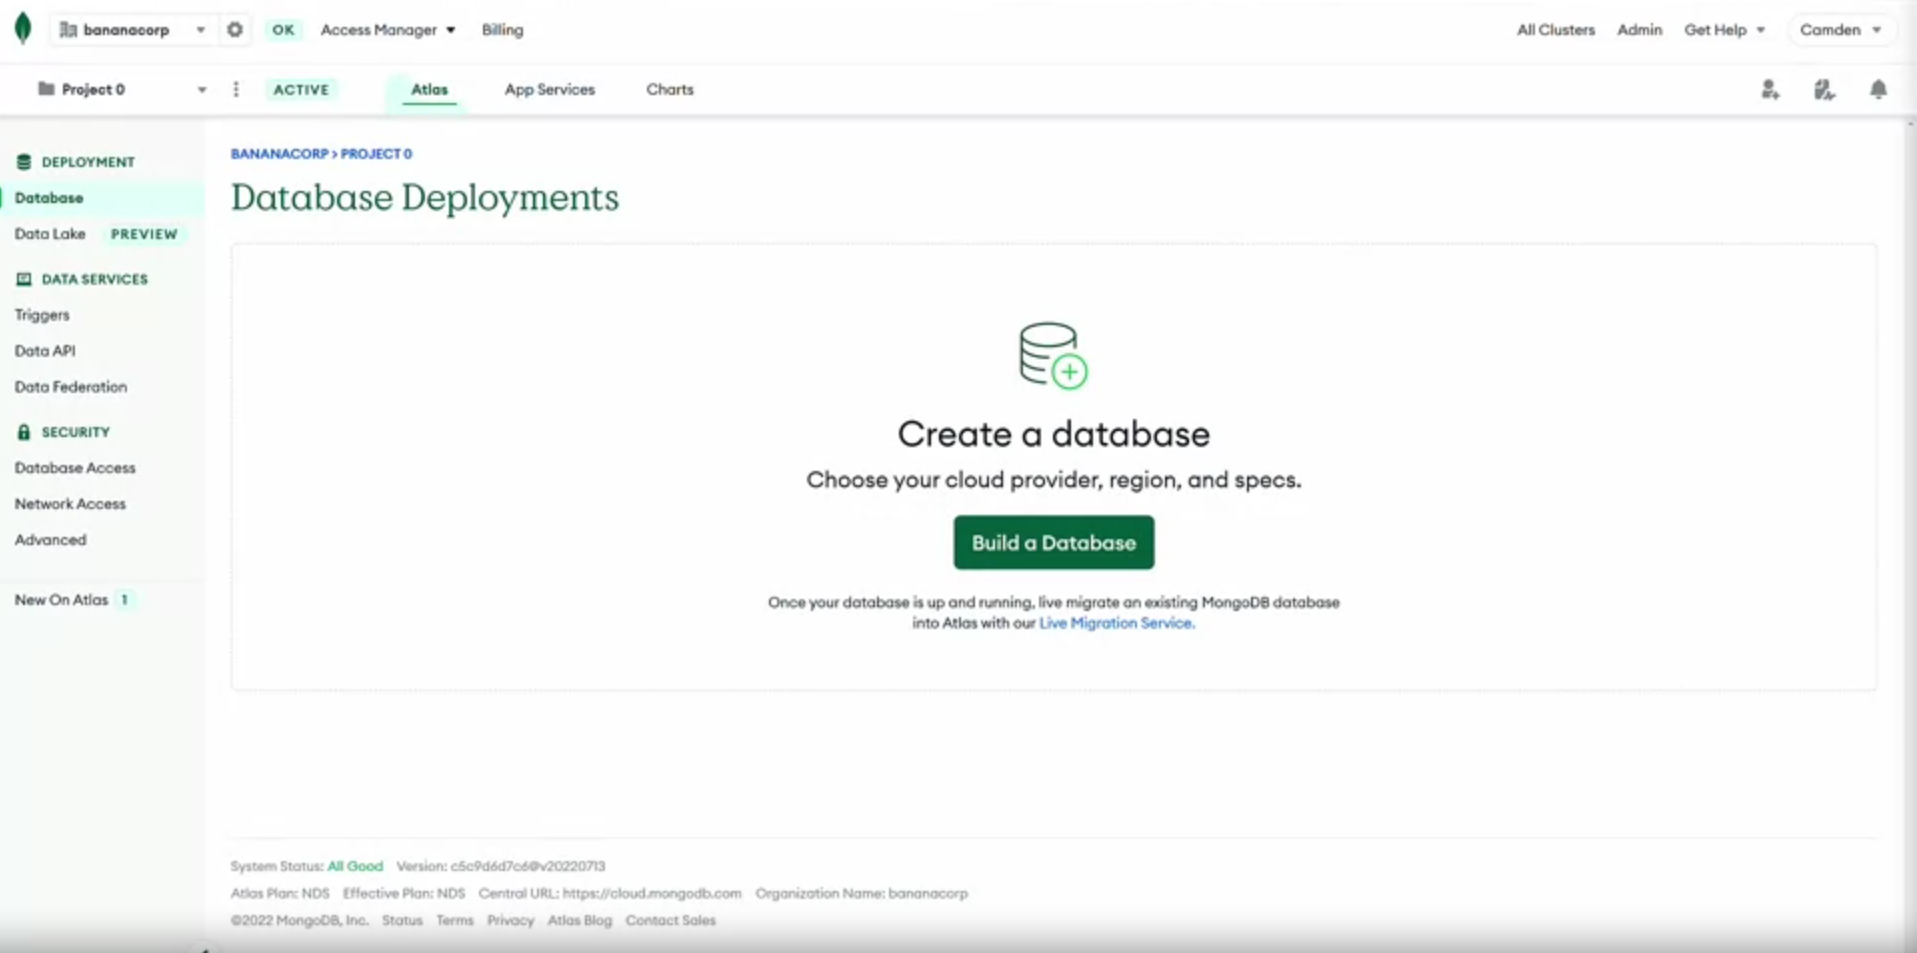 bananacorp OK Access Manager Billing All Clusters Admin Get Help Camden
Project 0 ACTIVE Atlas App Services Charts
DEPLOYMENT
Database
Data Lake PREVIEW
DATA SERVICES
Triggers
Data API
Data Federation
SECURITY
Database Access
Network Access
Advanced
New On Atlas 1
BANANACORP > PROJECT 0
Database Deployments
Create a database
Choose your cloud provider, region, and specs.
Build a Database
Once your database is up and running, live migrate an existing MongoDB database
into Atlas with our Live Migration Service.
System Status: All Good Version: c5c9d6d7c6@v20220713
Atlas Plan: NDS Effective Plan: NDS Central URL: https://cloud.mongodb.com Organization Name: bananacorp
©2022 MongoDB, Inc. Status Terms Privacy Atlas Blog Contact Sales